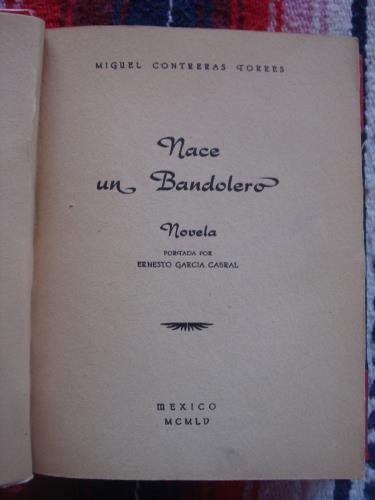 MIGUEL CONTRERAS TORRES
Nace
un Bandolero
Novela
PORTADA POR
ERNESTO GARCIA CABRAL
MEXICO
MCMLV